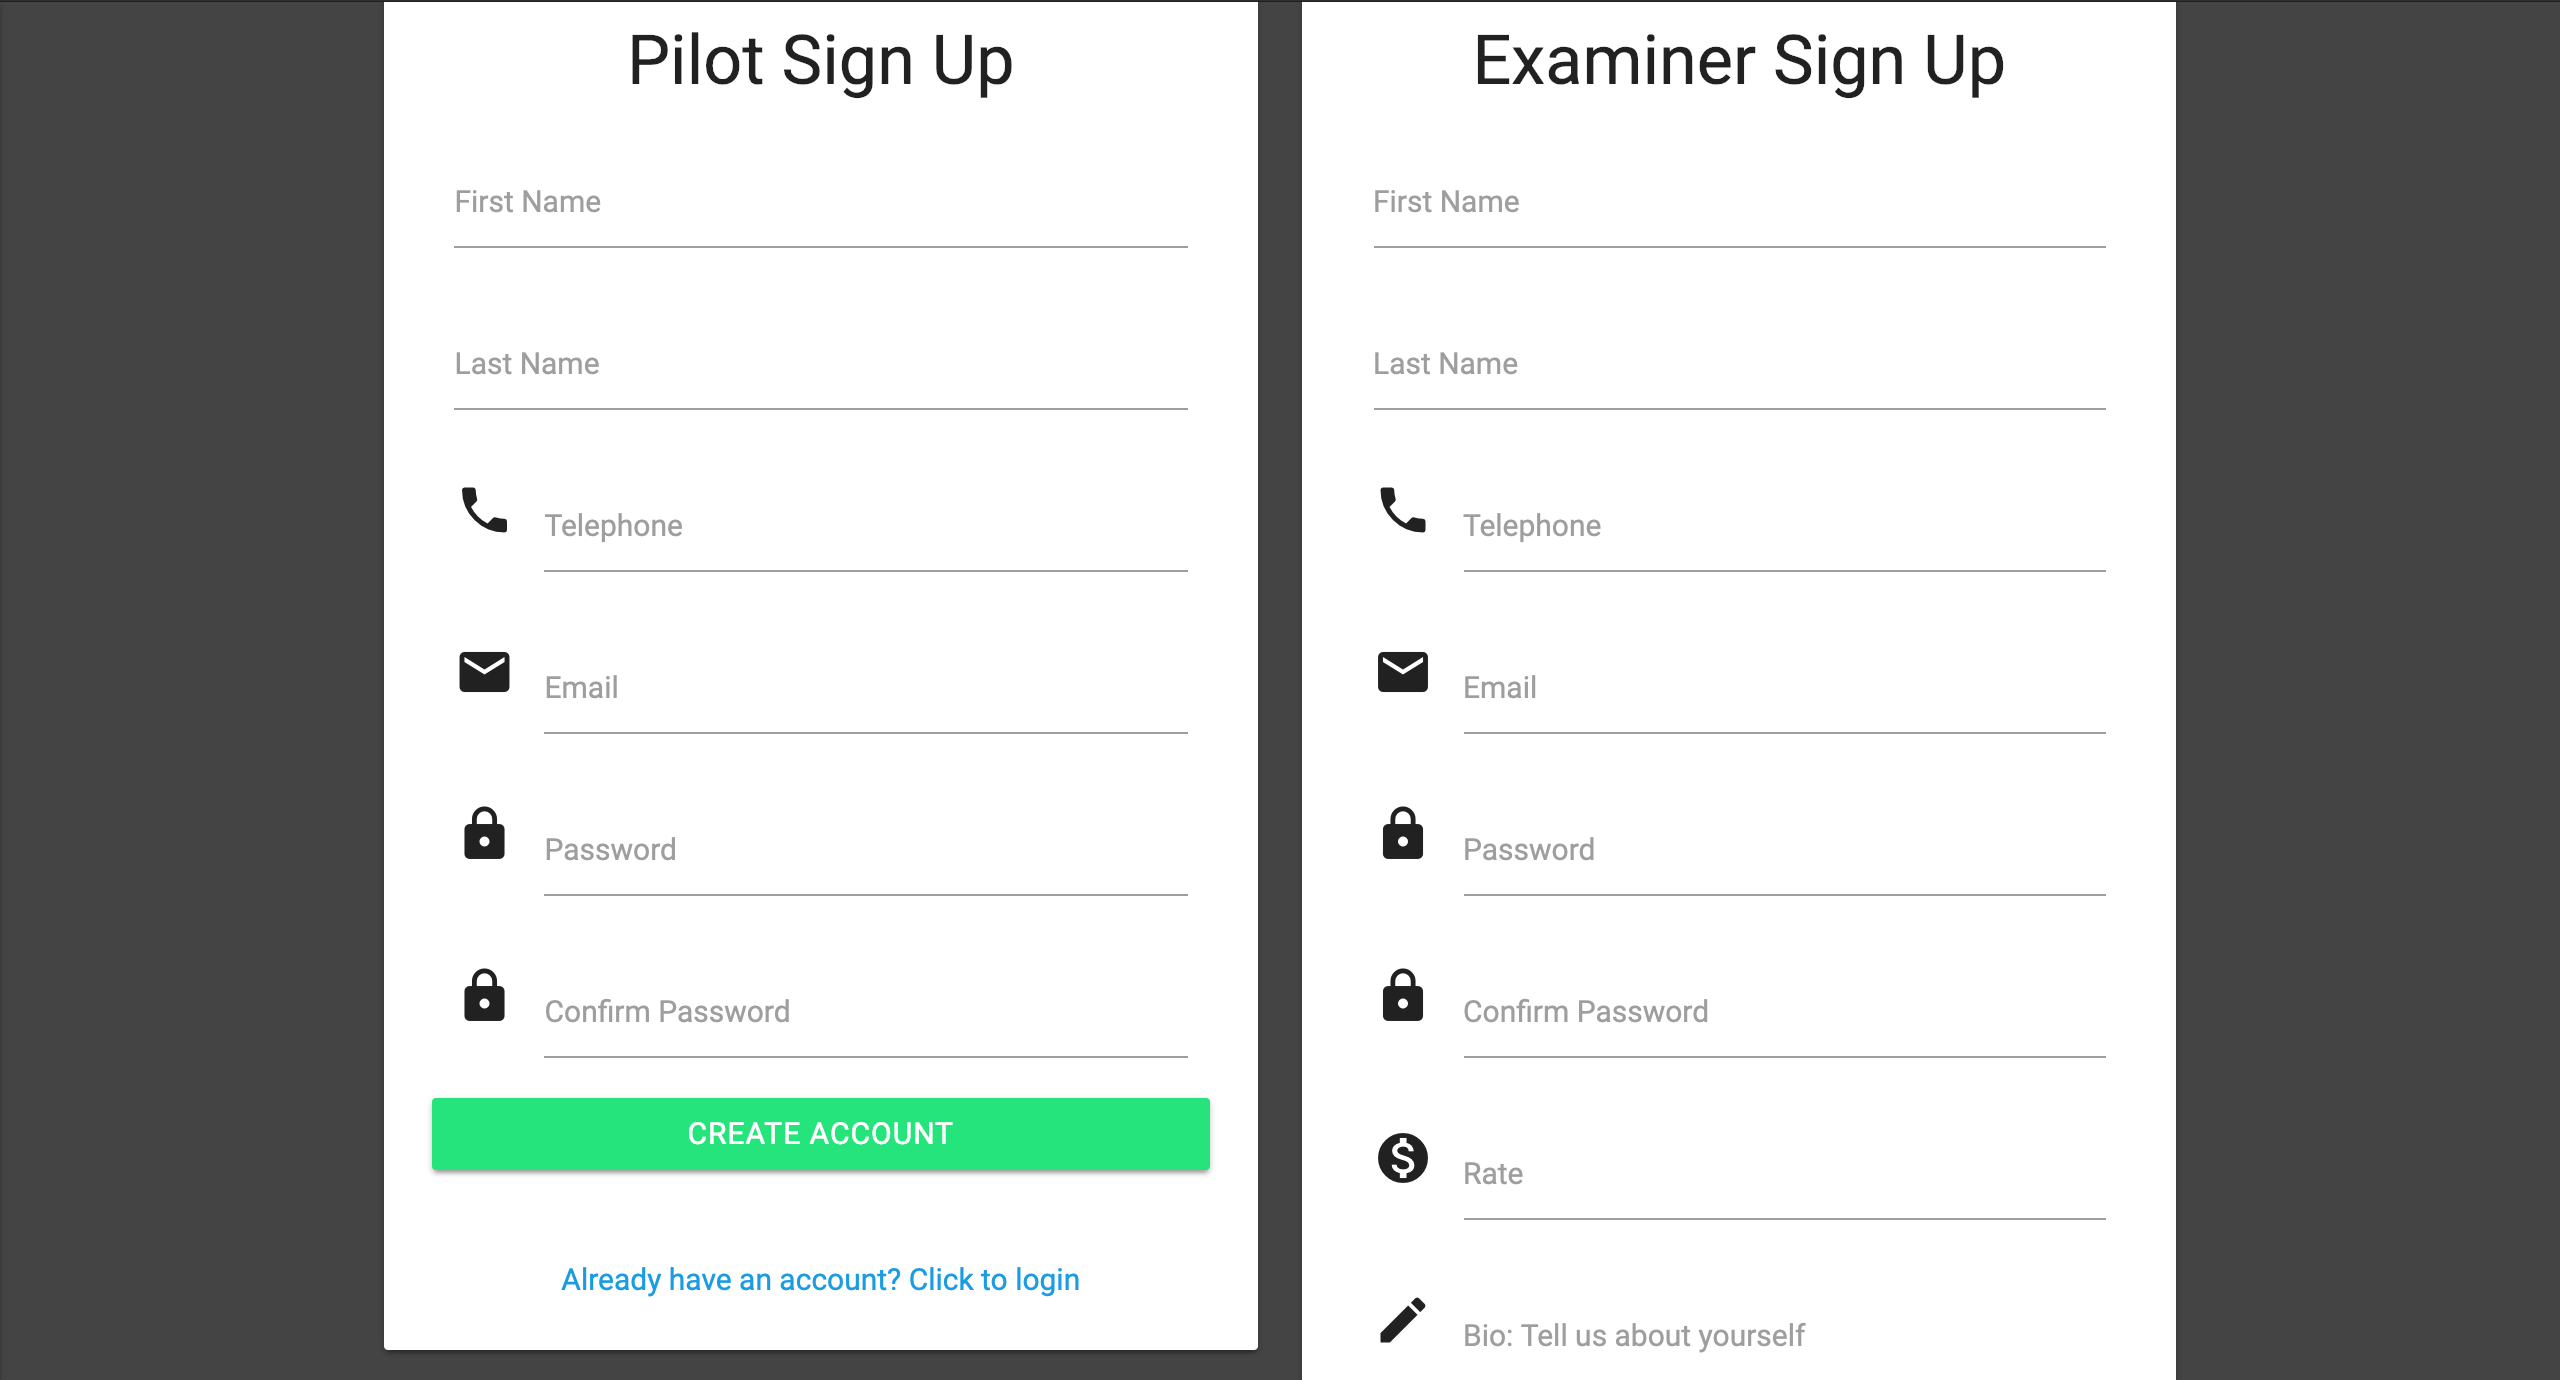 Pilot Sign Up
First Name
Last Name
Telephone
Email
Password
Confirm Password
CREATE ACCOUNT
Already have an account? Click to login
Examiner Sign Up
First Name
Last Name
Telephone
Email
Password
Confirm Password
Rate
Bio: Tell us about yourself